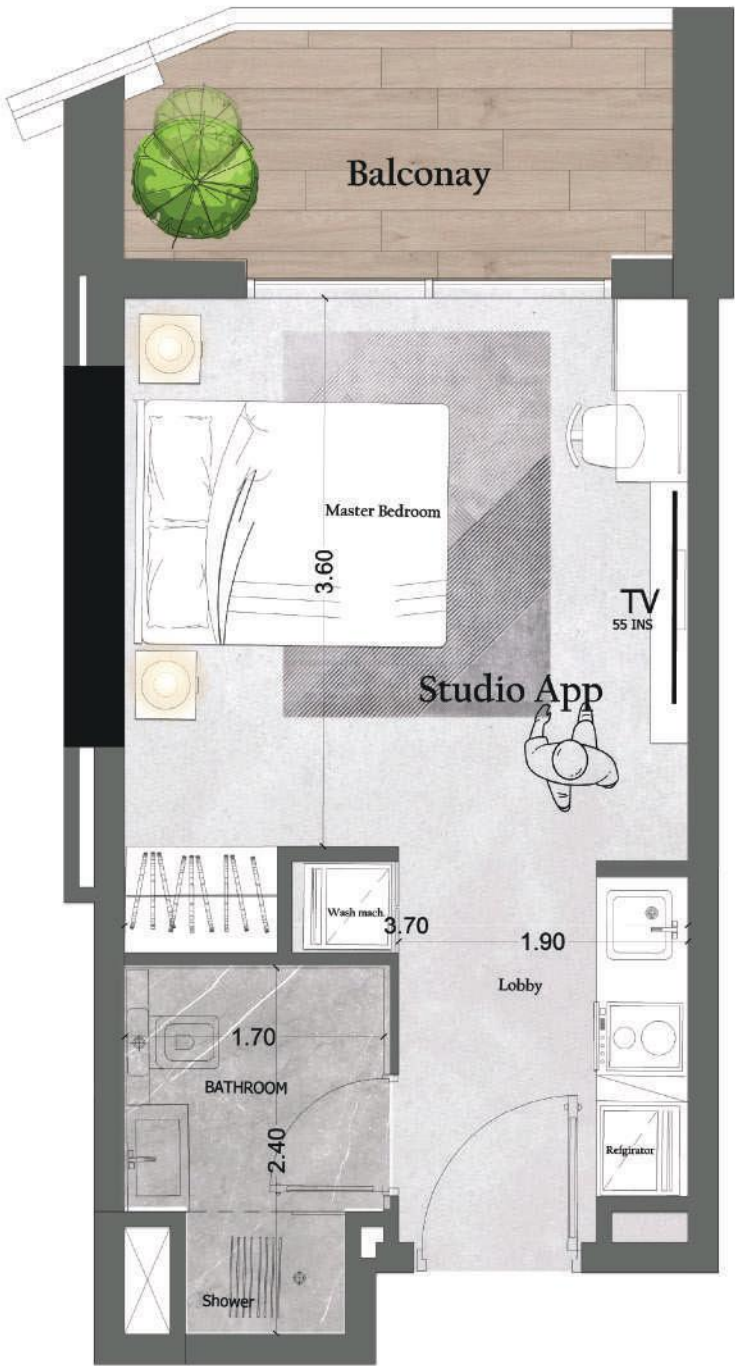 Balconay
Master Bedroom
3.60
TV
55 INS
Studio App
Wash mach.
3.70
1.90
Lobby
1.70
BATHROOM
2.40
Refgirator
Shower